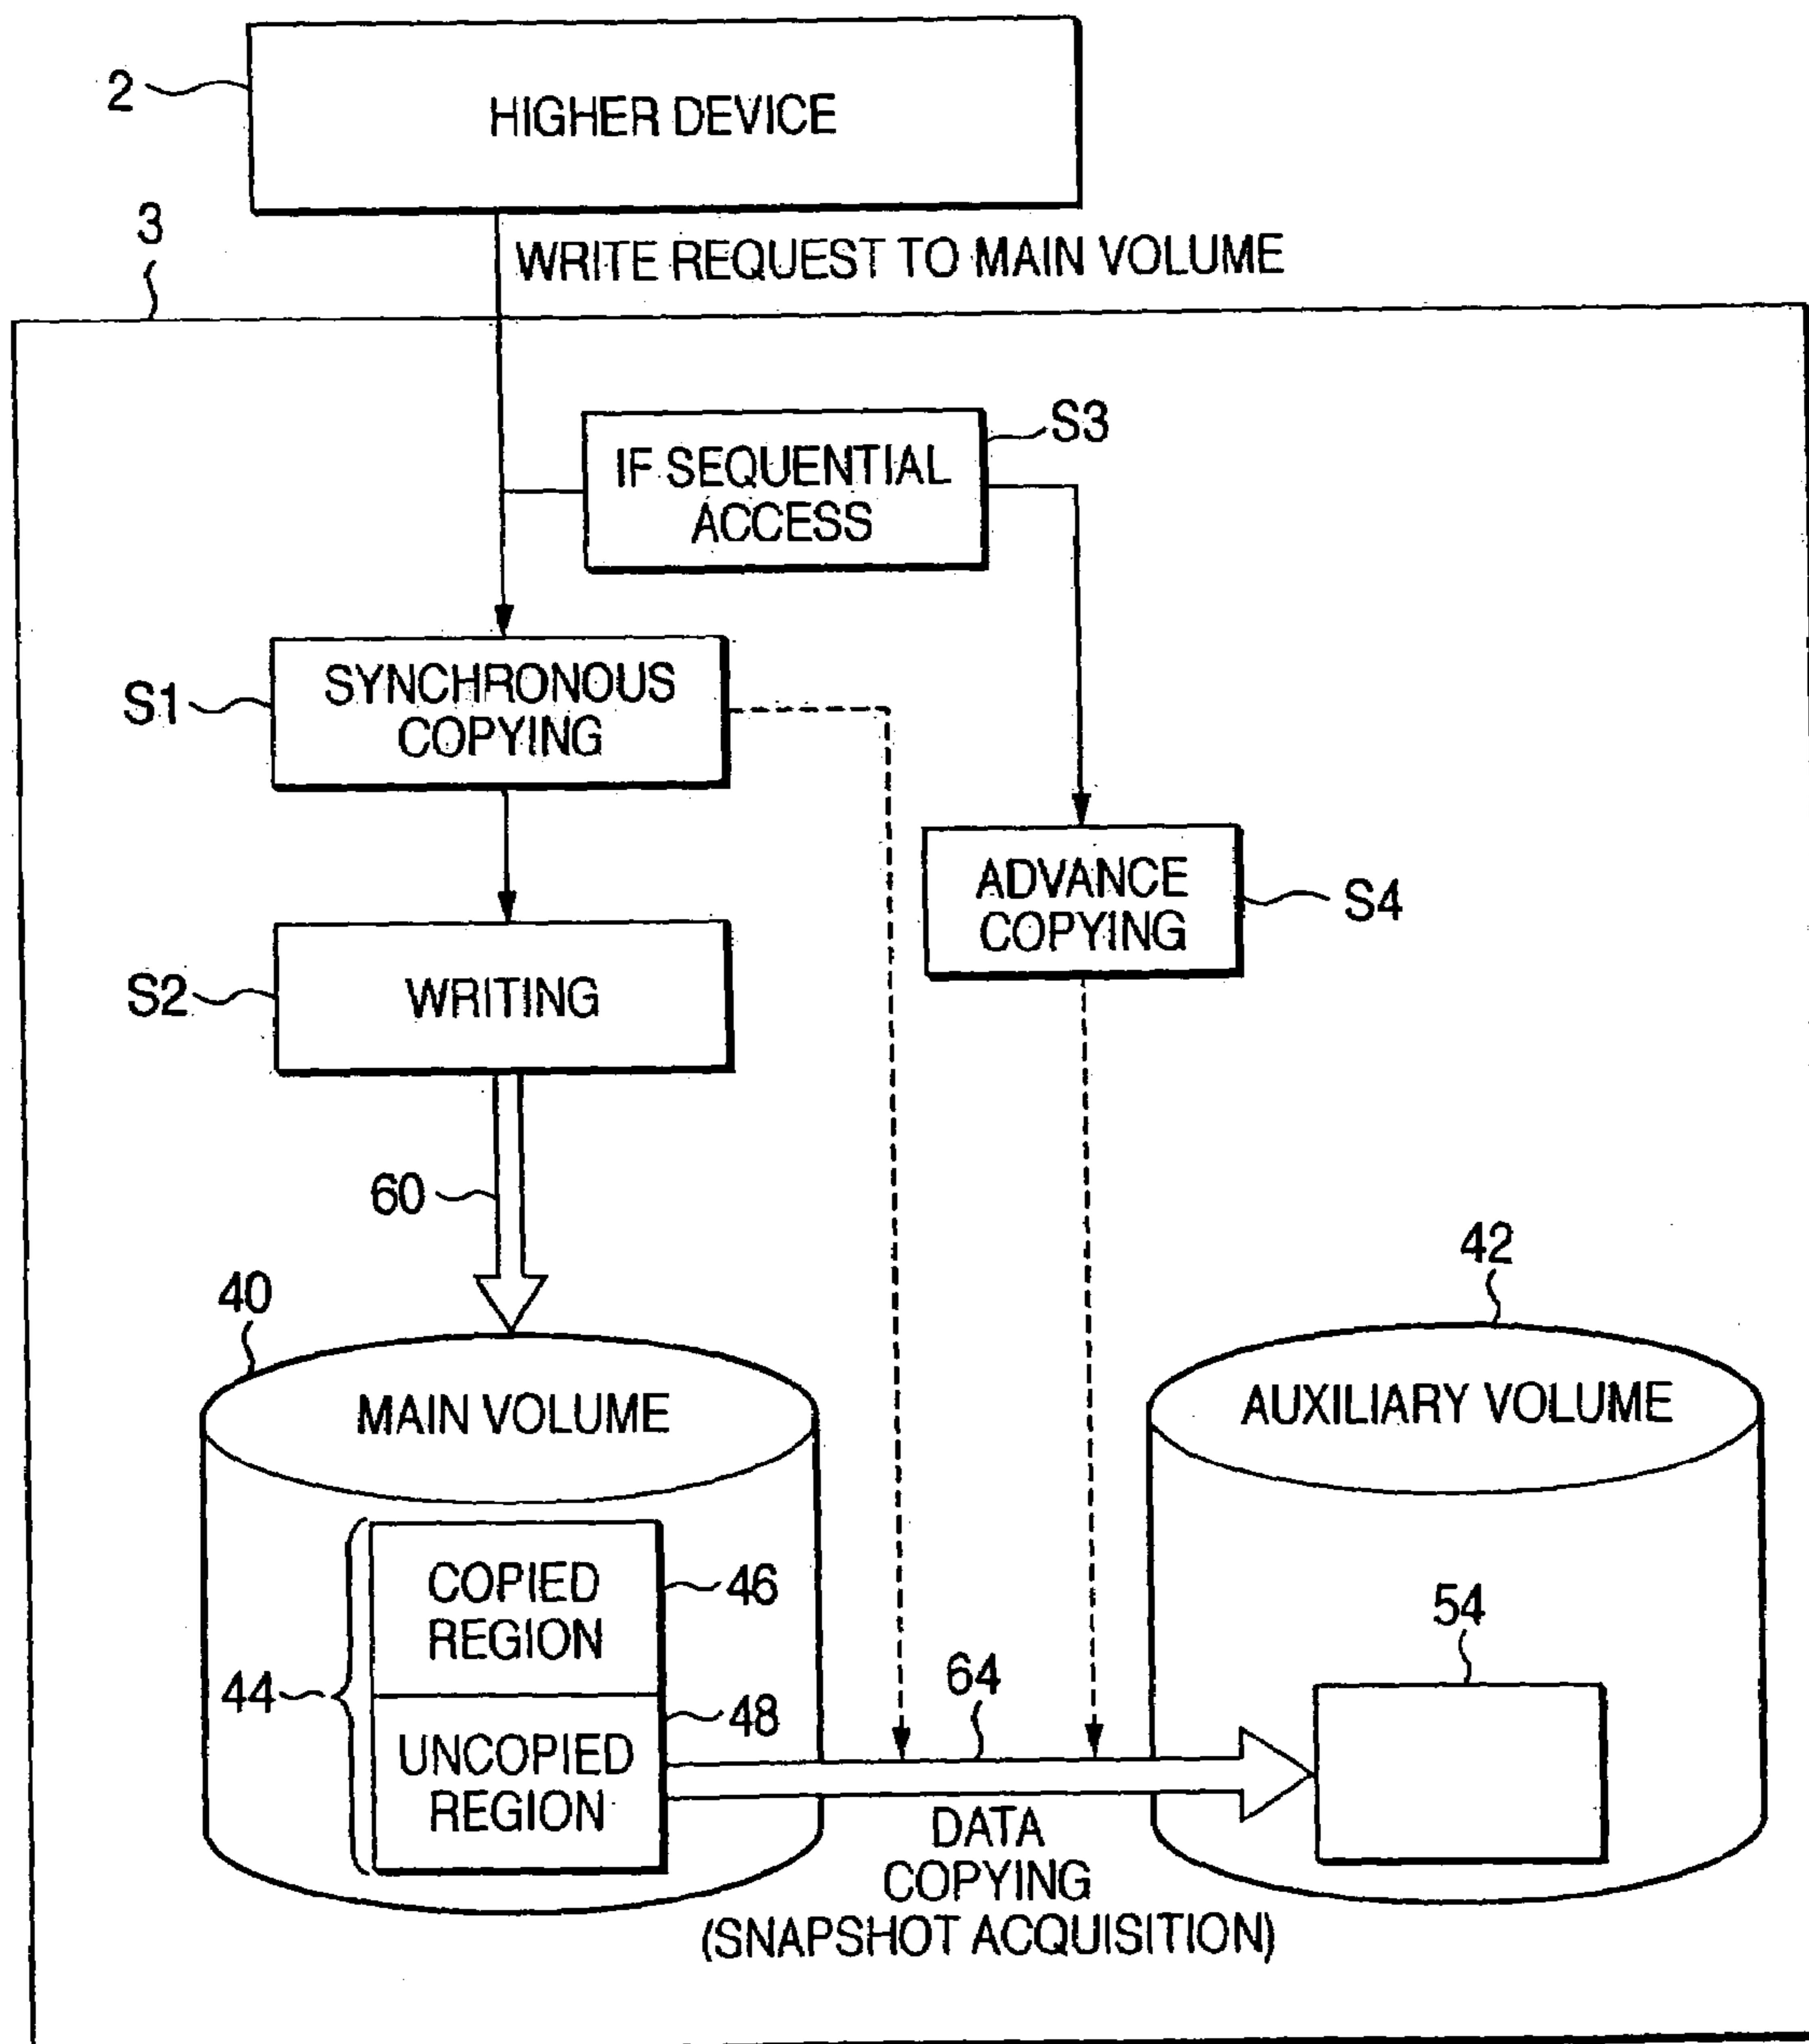 2
HIGHER DEVICE
3
WRITE REQUEST TO MAIN VOLUME
S3
IF SEQUENTIAL
ACCESS
S1
SYNCHRONOUS
COPYING
ADVANCE
COPYING
S4
S2
WRITING
60
40
42
MAIN VOLUME
AUXILIARY VOLUME
COPIED
REGION
46
54
44
48
64
UNCOPIED
REGION
DATA
COPYING
(SNAPSHOT ACQUISITION)